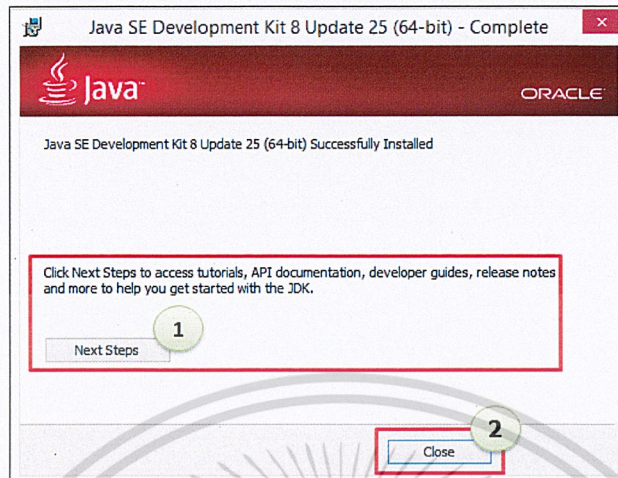 Java SE Development Kit 8 Update 25 (64-bit) - Complete
Java™
ORACLE
Java SE Development Kit 8 Update 25 (64-bit) Successfully Installed
Click Next Steps to access tutorials, API documentation, developer guides, release notes
and more to help you get started with the JDK.
1
Next Steps
2
Close